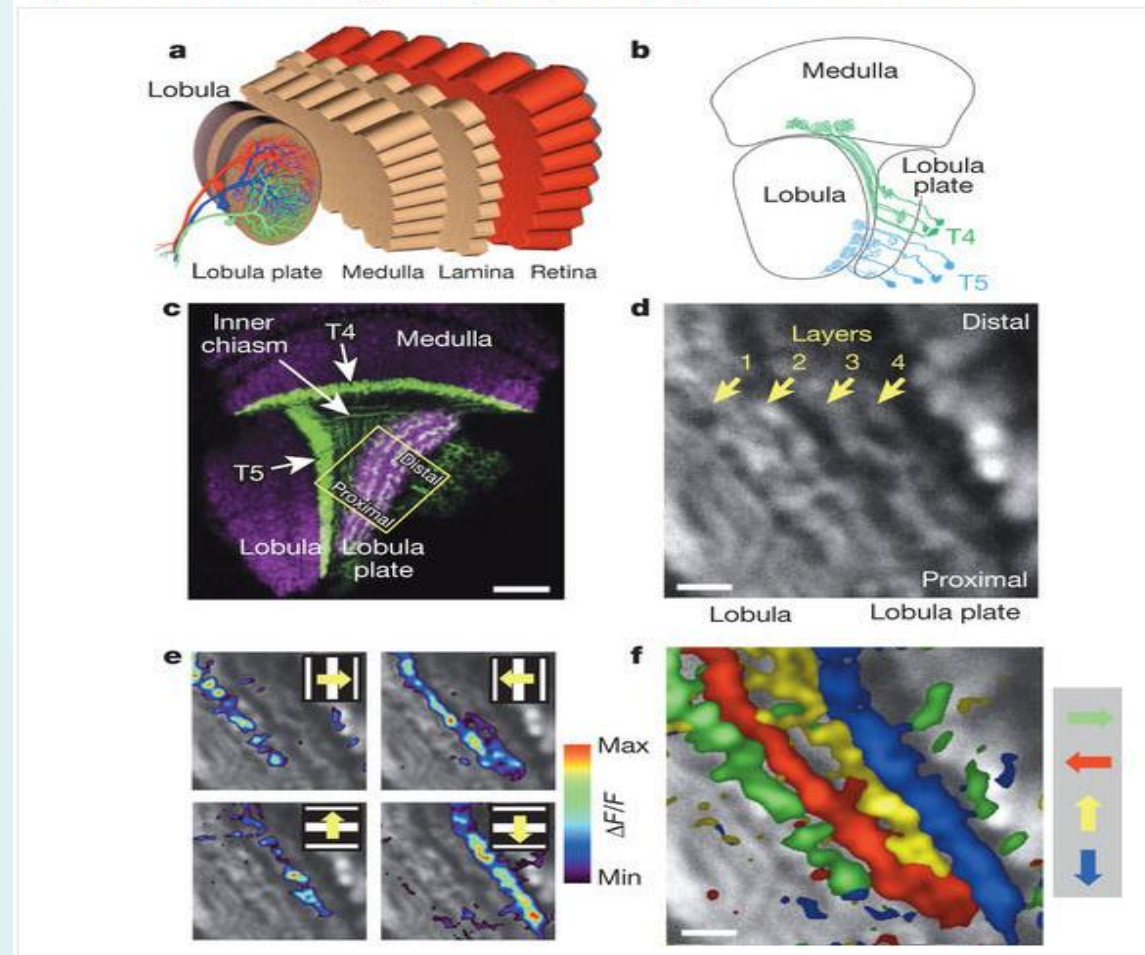 a
Lobula
Lobula plate Medulla Lamina Retina
b
Medulla
Lobula
Lobula
plate
T4
T5
c
Inner
chiasm
T4
Medulla
T5
Distal
Proximal
Lobula
Lobula
plate
d
Distal
Layers
1 2 3 4
Proximal
Lobula Lobula plate
e
Max
ΔF/F
Min
f